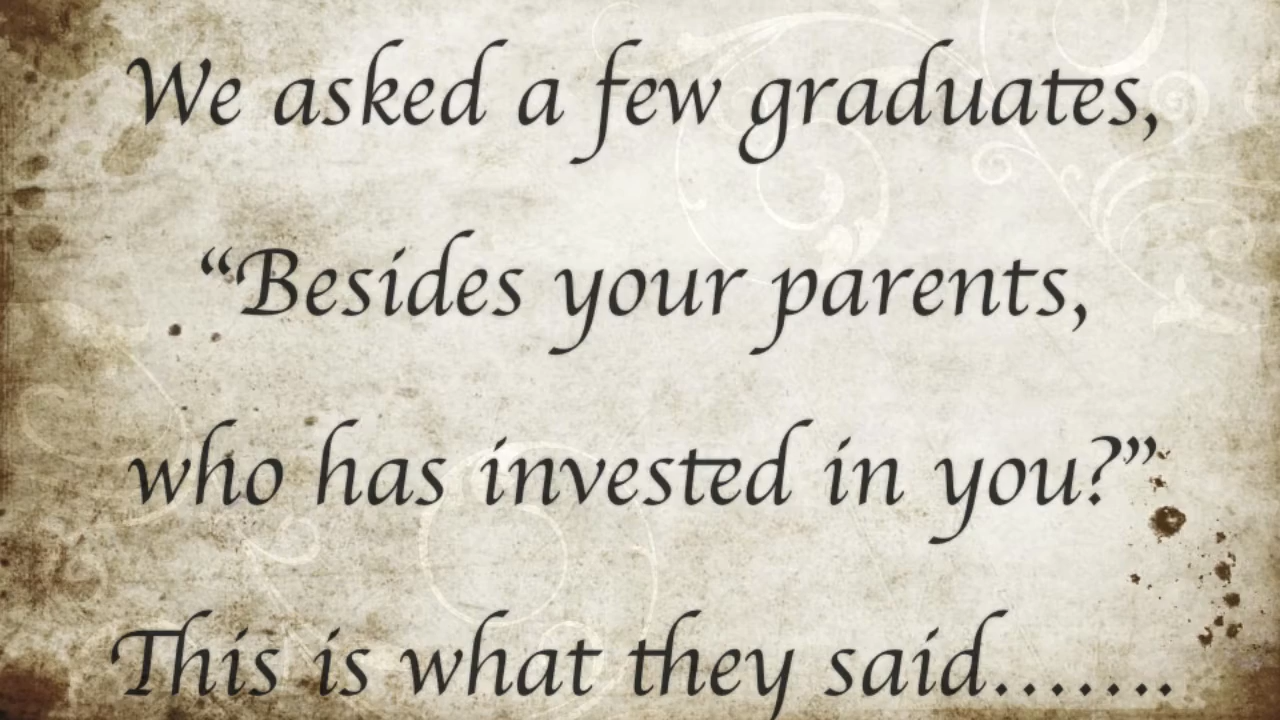 We asked a few graduates,
“Besides your parents,
who has invested in you?”
This is what they said…….